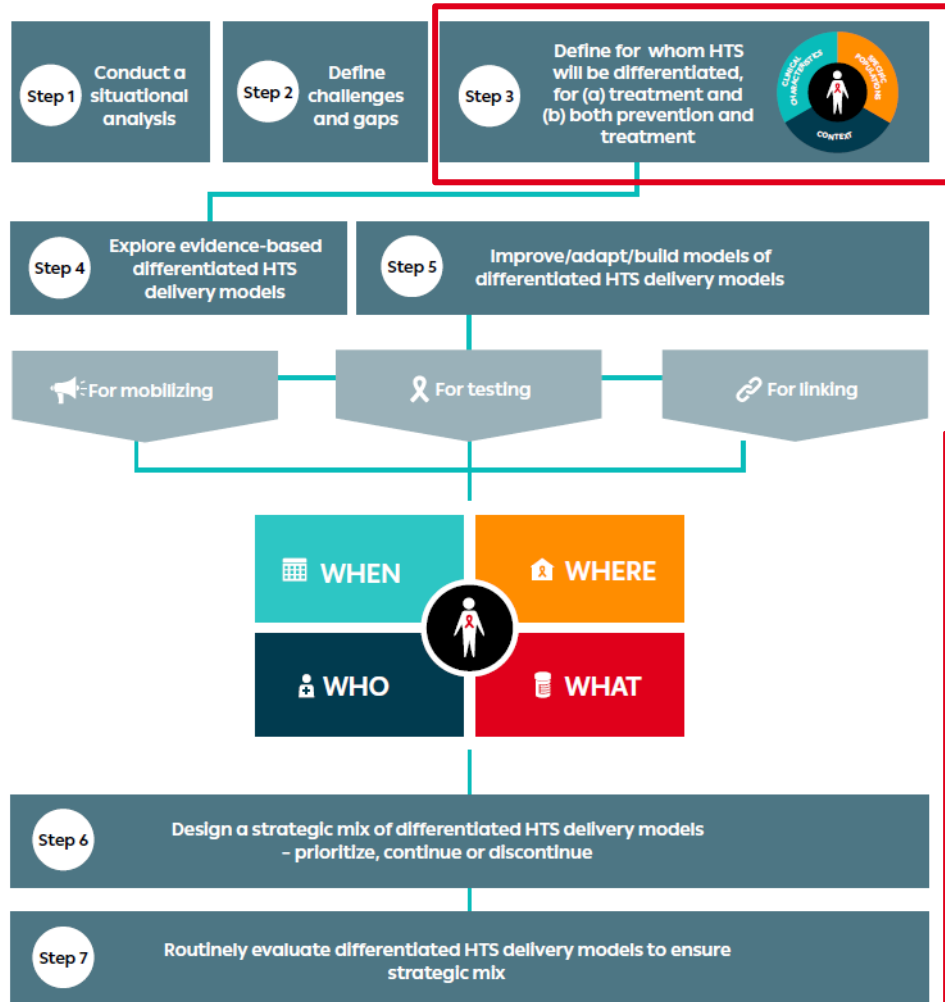 Step 1
Conduct a
situational
analysis
Step 2
Define
challenges
and gaps
Step 3
Define for whom HTS
will be differentiated,
for (a) treatment and
(b) both prevention and
treatment
CLINICAL
CHARACTERISTICS
SPECIFIC
POPULATIONS
CONTEXT
Step 4
Explore evidence-based
differentiated HTS
delivery models
Step 5
Improve/adapt/build models of
differentiated HTS delivery models
For mobilizing
For testing
For linking
WHEN
WHERE
WHO
WHAT
Step 6
Design a strategic mix of differentiated HTS delivery models
– prioritize, continue or discontinue
Step 7
Routinely evaluate differentiated HTS delivery models to ensure
strategic mix